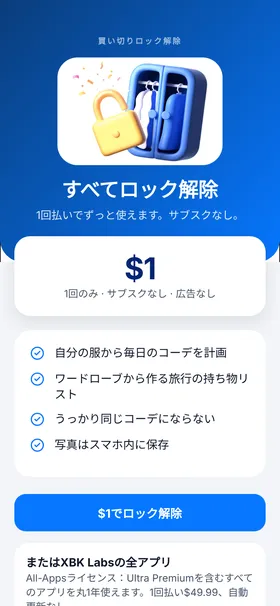 買い切りロック解除
すべてロック解除
1回払いでずっと使えます。サブスクなし。
$1
1回のみ · サブスクなし · 広告なし
自分の服から毎日のコーデを計画
ワードローブから作る旅行の持ち物リ
スト
うっかり同じコーデにならない
写真はスマホ内に保存
$1でロック解除
またはXBK Labsの全アプリ
All-Appsライセンス：Ultra Premiumを含むすべて
のアプリを丸1年使えます。1回払い$49.99、自動
更新なし